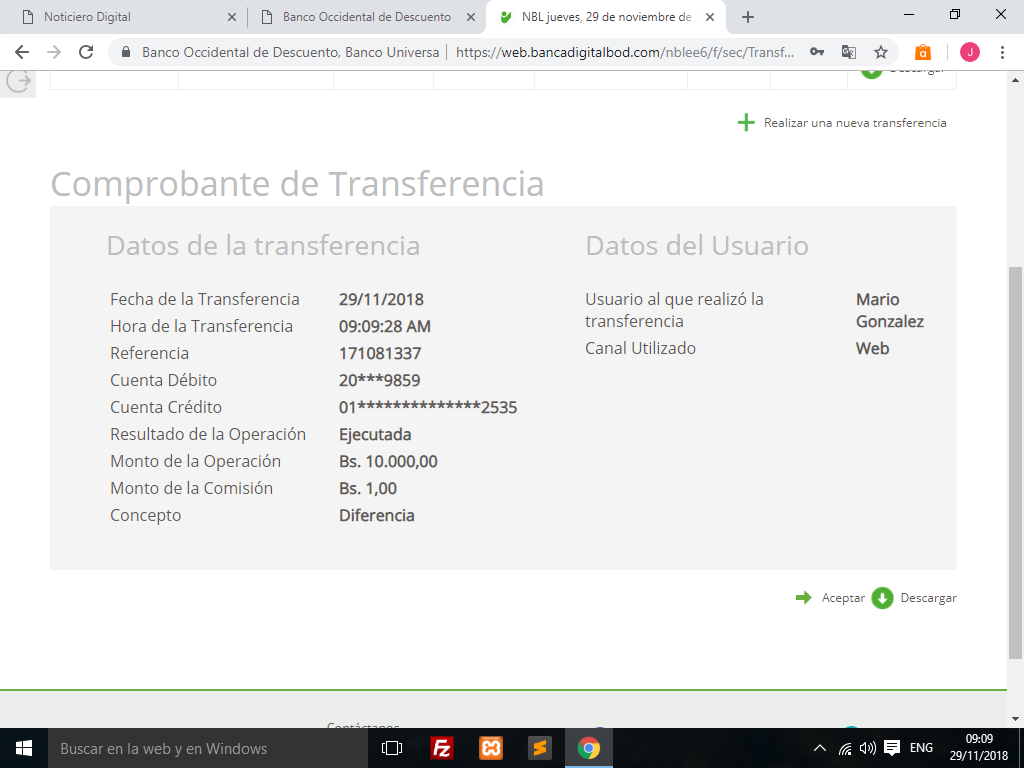 Noticiero Digital
Banco Occidental de Descuento
NBL jueves, 29 de noviembre de
Banco Occidental de Descuento, Banco Universa
https://web.bancadigitalbod.com/nblee6/f/sec/Transf...
J
Descargar
Realizar una nueva transferencia
Comprobante de Transferencia
Datos de la transferencia
Fecha de la Transferencia 29/11/2018
Hora de la Transferencia 09:09:28 AM
Referencia 171081337
Cuenta Débito 20***9859
Cuenta Crédito 01**************2535
Resultado de la Operación Ejecutada
Monto de la Operación Bs. 10.000,00
Monto de la Comisión Bs. 1,00
Concepto Diferencia
Datos del Usuario
Usuario al que realizó la Mario
transferencia Gonzalez
Canal Utilizado Web
Aceptar
Descargar
Contáctanos
Buscar en la web y en Windows
Fz
ENG
09:09
29/11/2018